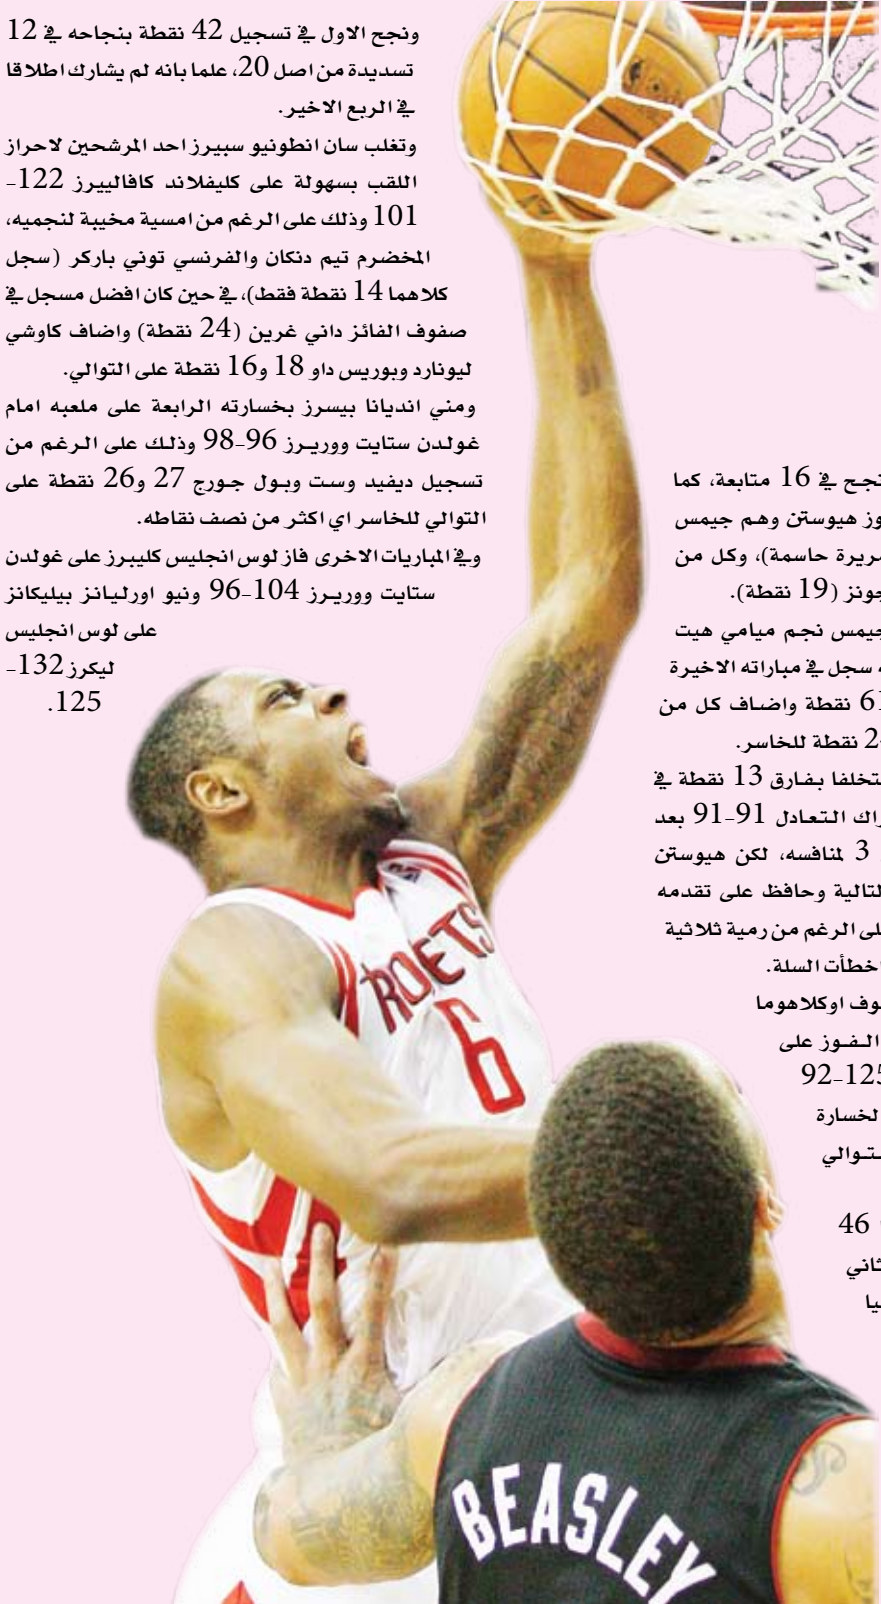 نجح في 16 متابعة، كما
هيوستن وهم جيمس
حاسمة)، وكل من
جونز (19 نقطة).
جيمس نجم ميامي هيت
سجل في مباراته الاخيرة
61 نقطة واضاف كل من
نقطة للخاسر.
متخلفا بفارق 13 نقطة في
التعادل 91-91 بعد
3 لمنافسه، لكن هيوستن
التالية وحافظ على تقدمه
على الرغم من رمية ثلاثية
اخطأت السلة.
اوكلاهوما
الفوز على
92-125
الخسارة
46
ونجح الاول في تسجيل 42 نقطة بنجاحه في 12
تسديدة من اصل 20، علما بانه لم يشارك اطلاقا
في الربع الاخير.
وتغلب سان انطونيو سبيرز احد المرشحين لاحراز
اللقب بسهولة على كليفلاند كافالييرز 122-
101 وذلك على الرغم من امسية مخيبة لنجميه،
المخضرم تيم دنكان والفرنسي توني باركر (سجل
كلاهما 14 نقطة فقط)، في حين كان افضل مسجل في
صفوف الفائز داني غرين (24 نقطة) واضاف كاوشي
ليونارد وبوريس داو 18 و16 نقطة على التوالي.
ومني انديانا بيسرز بخسارته الرابعة على ملعبه امام
غولدن ستايت ووريرز 96-98 وذلك على الرغم من
تسجيل ديفيد وست وبول جورج 27 و26 نقطة على
التوالي للخاسر اي اكثر من نصف نقاطه.
وفي المباريات الاخرى فاز لوس انجليس كليبرز على غولدن
ستايت ووريرز 104-96 ونيو اورليانز بيليكانز
على لوس انجليس
ليكرز 132-
125.
ROETS
6
BEASLEY